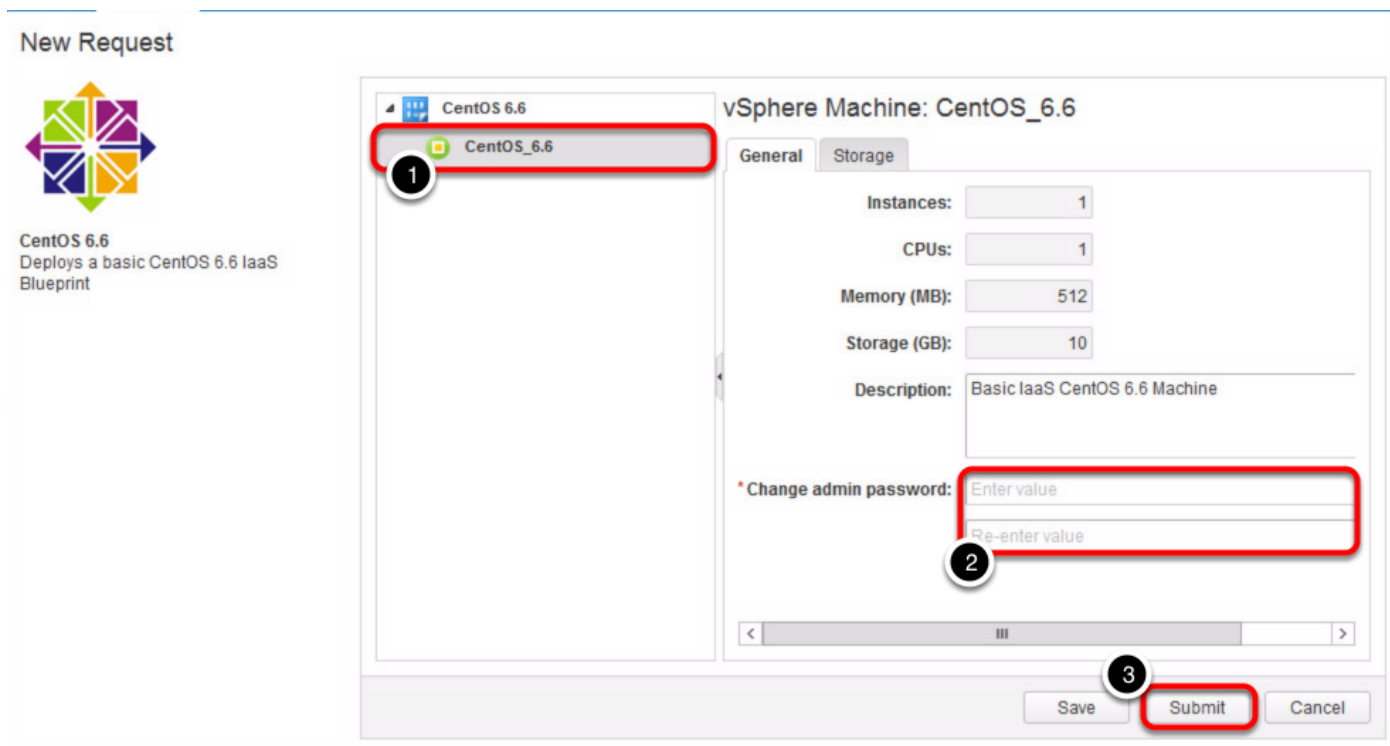 New Request
CentOS 6.6
Deploys a basic CentOS 6.6 IaaS
Blueprint
CentOS 6.6
CentOS_6.6
1
vSphere Machine: CentOS_6.6
General Storage
Instances: 1
CPUs: 1
Memory (MB): 512
Storage (GB): 10
Description: Basic IaaS CentOS 6.6 Machine
*Change admin password: Enter value
Re-enter value
2
3
Save Submit Cancel